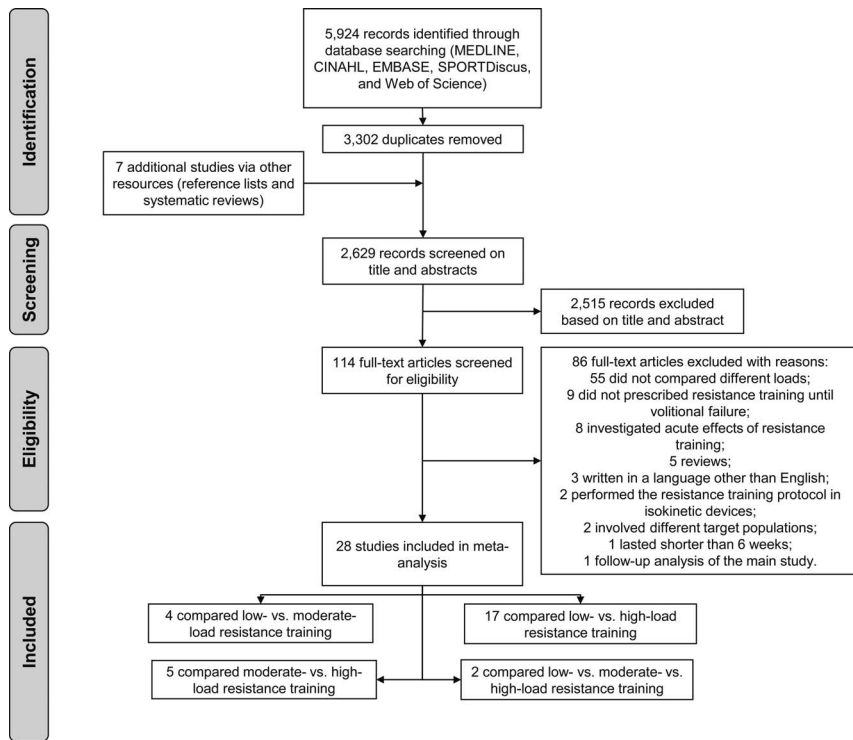 Identification
5,924 records identified through
database searching (MEDLINE,
CINAHL, EMBASE, SPORTDiscus,
and Web of Science)
3,302 duplicates removed
7 additional studies via other
resources (reference lists and
systematic reviews)
Screening
2,629 records screened on
title and abstracts
2,515 records excluded
based on title and abstract
Eligibility
114 full-text articles screened
for eligibility
86 full-text articles excluded with reasons:
55 did not compared different loads;
9 did not prescribed resistance training until
volitional failure;
8 investigated acute effects of resistance
training;
5 reviews;
3 written in a language other than English;
2 performed the resistance training protocol in
isokinetic devices;
2 involved different target populations;
1 lasted shorter than 6 weeks;
1 follow-up analysis of the main study.
Included
28 studies included in meta-
analysis
4 compared low- vs. moderate-
load resistance training
17 compared low- vs. high-load
resistance training
5 compared moderate- vs. high-
load resistance training
2 compared low- vs. moderate- vs.
high-load resistance training